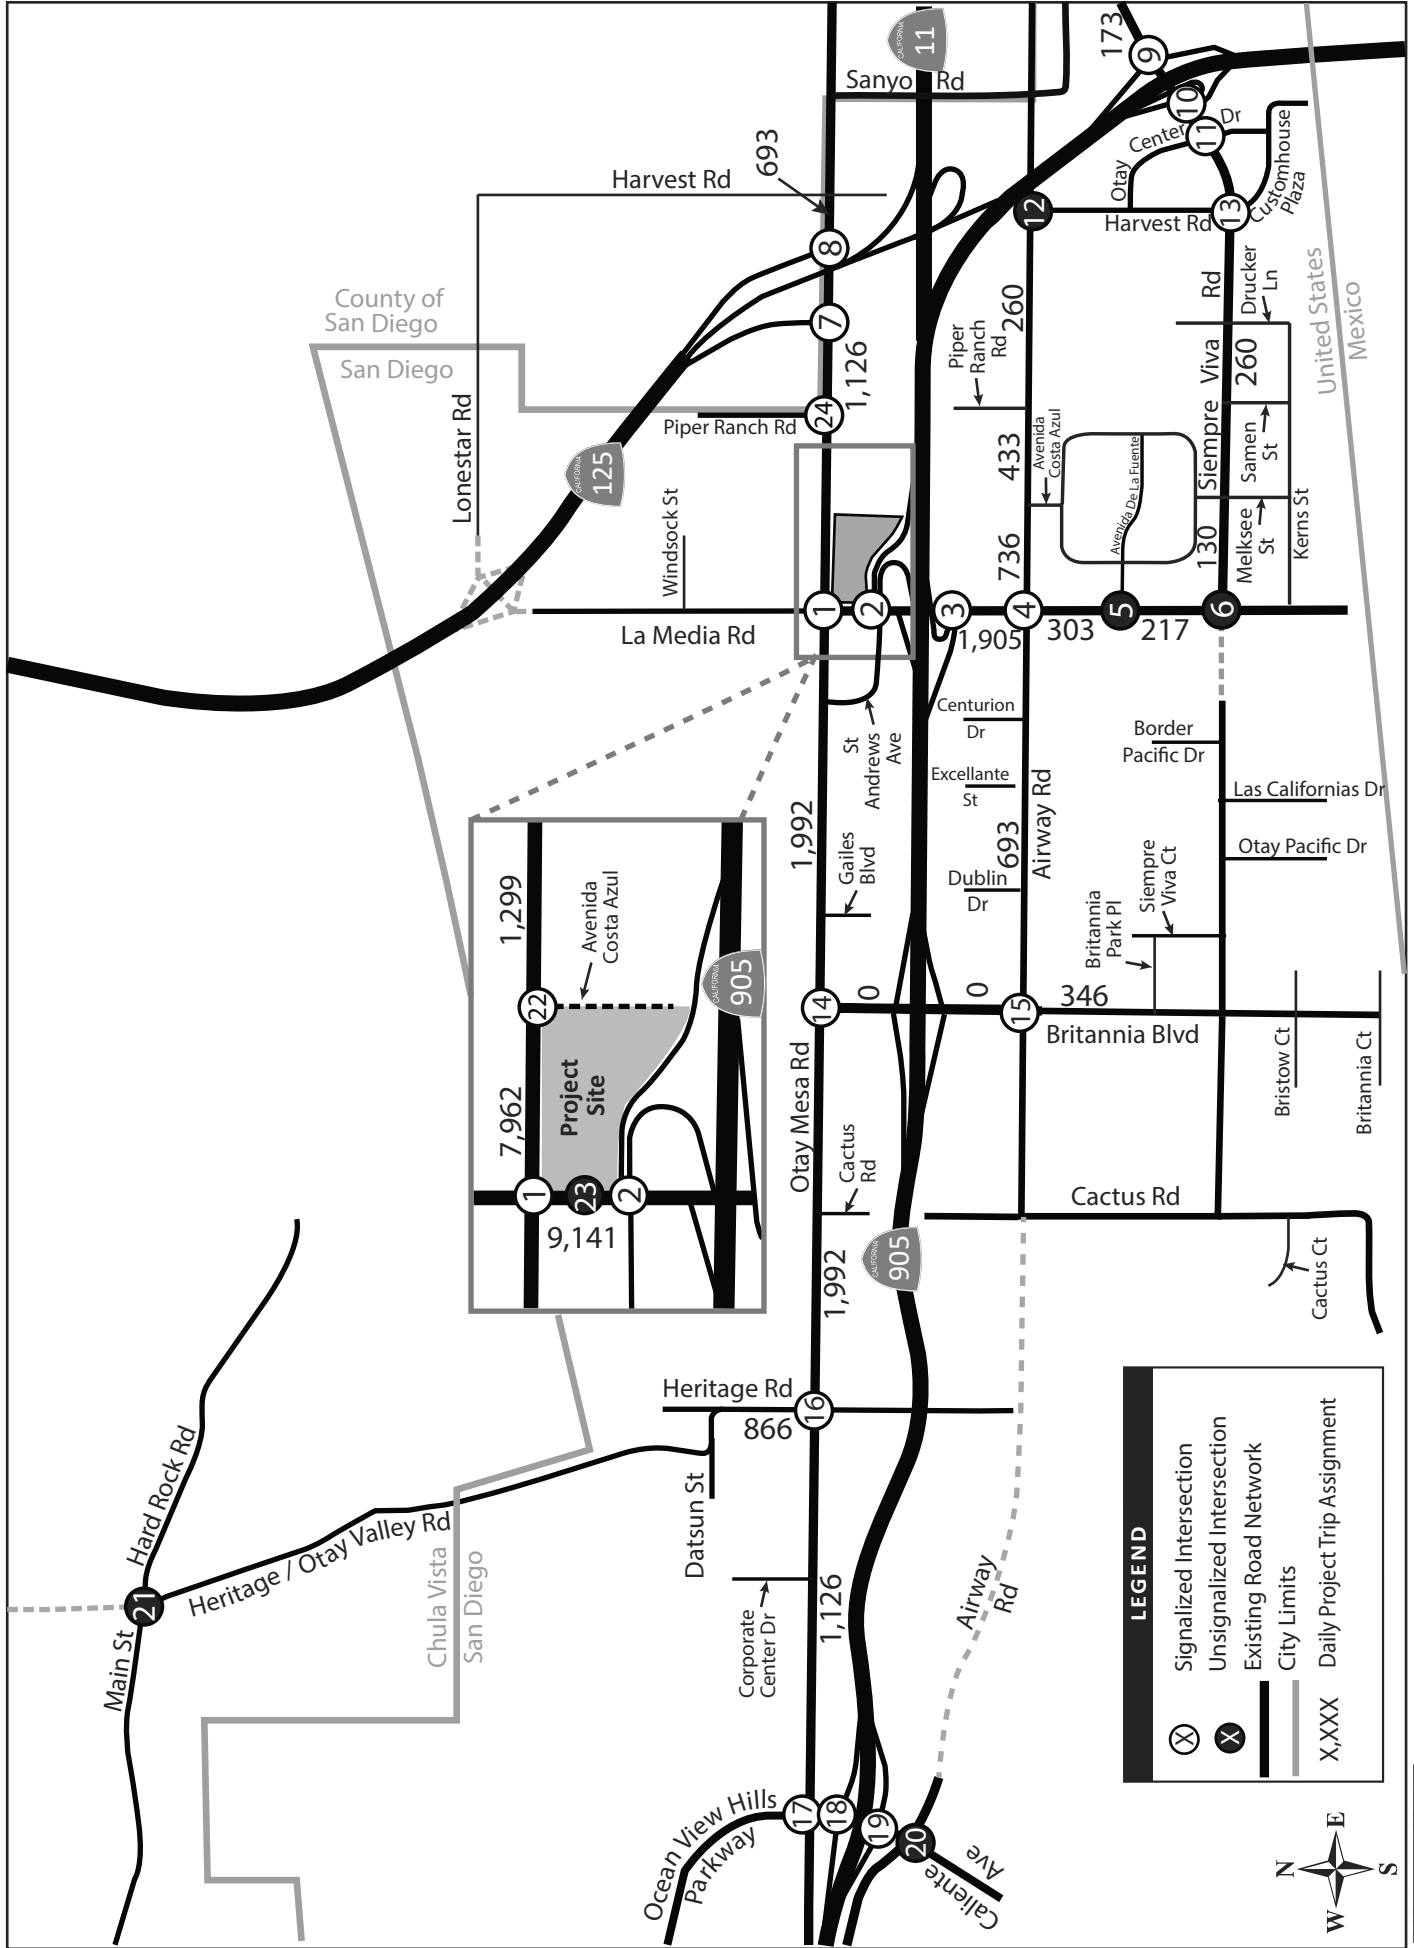 173
CALIFORNIA
11
Sanyo Rd
9
10
11
Otay Center Dr
Customhouse
Plaza
693
Harvest Rd
8
12
Harvest Rd
13
County of
San Diego
San Diego
7
1,126
260
Piper
Ranch
Rd
Rd
Drucker
Ln
United States
Mexico
Lonestar Rd
CALIFORNIA
125
Piper Ranch Rd
24
433
Avenida
Costa Azul
Viva
260
Siempre
Samen
St
Windsock St
736
Avenida De La Fuente
130
Melksee
St
Kerns St
La Media Rd
1
2
3
1,905
4
303
5
217
6
St
Andrews
Ave
Centurion
Dr
Border
Pacific Dr
Excellante
St
Las Californias Dr
1,992
Gailes
Blvd
693
Airway Rd
Dublin
Dr
Siempre
Viva Ct
Otay Pacific Dr
Britannia
Park Pl
1,299
Avenida
Costa Azul
22
CALIFORNIA
905
7,962
Project
Site
1
23
2
9,141
14
0
0
15
346
Britannia Blvd
Bristow Ct
Britannia Ct
Otay Mesa Rd
Cactus
Rd
Cactus Rd
1,992
CALIFORNIA
905
Cactus Ct
Heritage Rd
866
16
Datsun St
Hard Rock Rd
Heritage / Otay Valley Rd
21
Main St
Chula Vista
San Diego
Corporate
Center Dr
1,126
Airway
Rd
Ocean View Hills
Parkway
17
18
19
20
Caliente
Ave
LEGEND
X Signalized Intersection
X Unsignalized Intersection
Existing Road Network
City Limits
X,XXX Daily Project Trip Assignment
N
W E
S